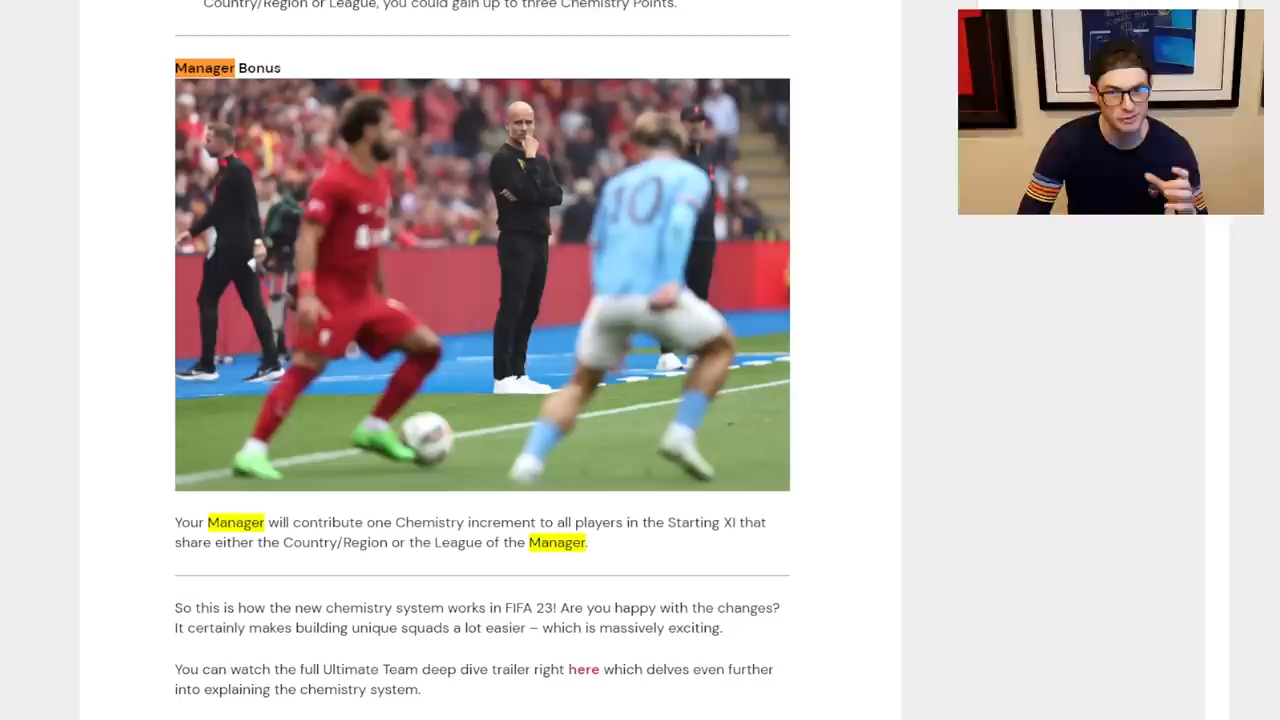 Country/Region or League, you could gain up to three Chemistry Points.
Manager Bonus
10
Your Manager will contribute one Chemistry increment to all players in the Starting XI that
share either the Country/Region or the League of the Manager.
So this is how the new chemistry system works in FIFA 23! Are you happy with the changes?
It certainly makes building unique squads a lot easier – which is massively exciting.
You can watch the full Ultimate Team deep dive trailer right here which delves even further
into explaining the chemistry system.